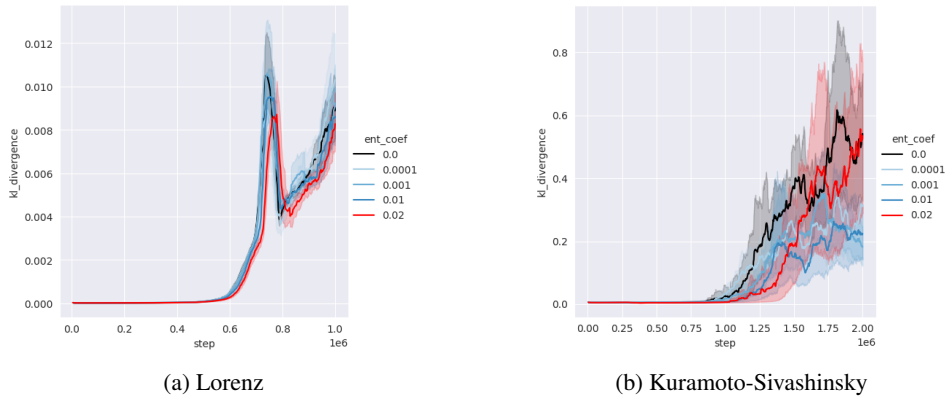 0.012
0.010
0.008
0.006
0.004
0.002
0.000
kl_divergence
0.0 0.2 0.4 0.6 0.8 1.0
step
1e6
ent_coef
0.0
0.0001
0.001
0.01
0.02
(a) Lorenz
0.8
0.6
0.4
0.2
0.0
kl_divergence
0.00 0.25 0.50 0.75 1.00 1.25 1.50 1.75 2.00
step
1e6
ent_coef
0.0
0.0001
0.001
0.01
0.02
(b) Kuramoto-Sivashinsky